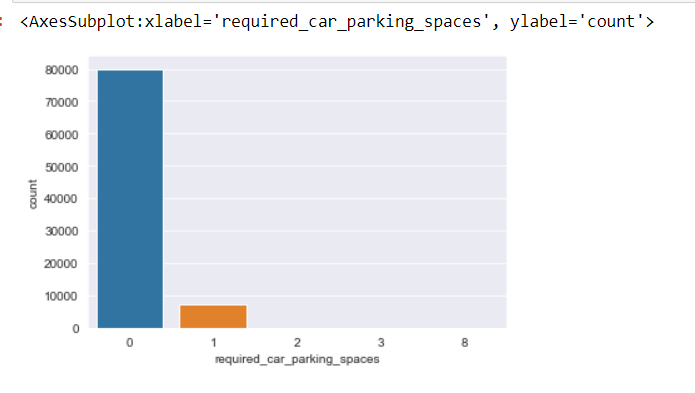 <AxesSubplot:xlabel='required_car_parking_spaces', ylabel='count'>
80000
70000
60000
50000
40000
30000
20000
10000
0
count
0 1 2 3 8
required_car_parking_spaces